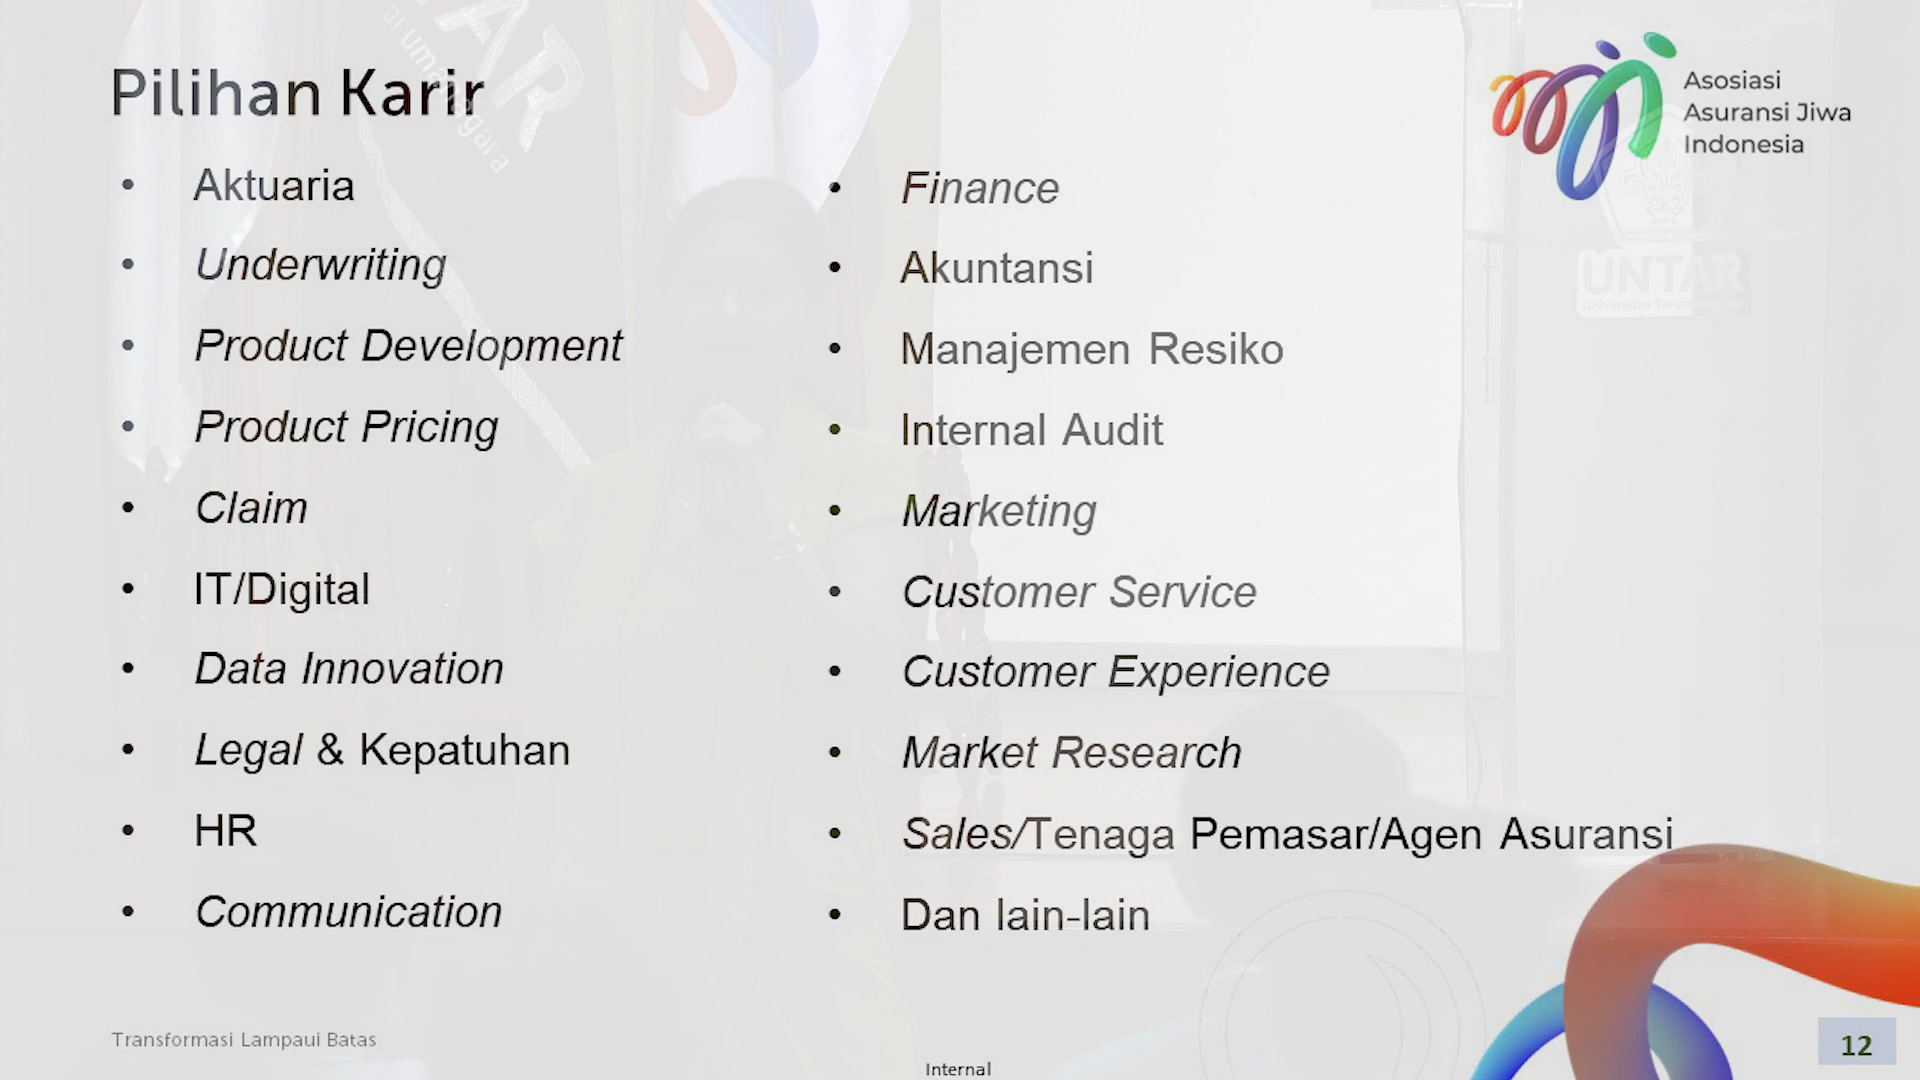 Pilihan Karir
Asosiasi
Asuransi Jiwa
Indonesia
• Aktuaria
• Underwriting
• Product Development
• Product Pricing
• Claim
• IT/Digital
• Data Innovation
• Legal & Kepatuhan
• HR
• Communication
• Finance
• Akuntansi
• Manajemen Resiko
• Internal Audit
• Marketing
• Customer Service
• Customer Experience
• Market Research
• Sales/Tenaga Pemasar/Agen Asuransi
• Dan lain-lain
UNTAR
Transformasi Lampaui Batas
Internal
12